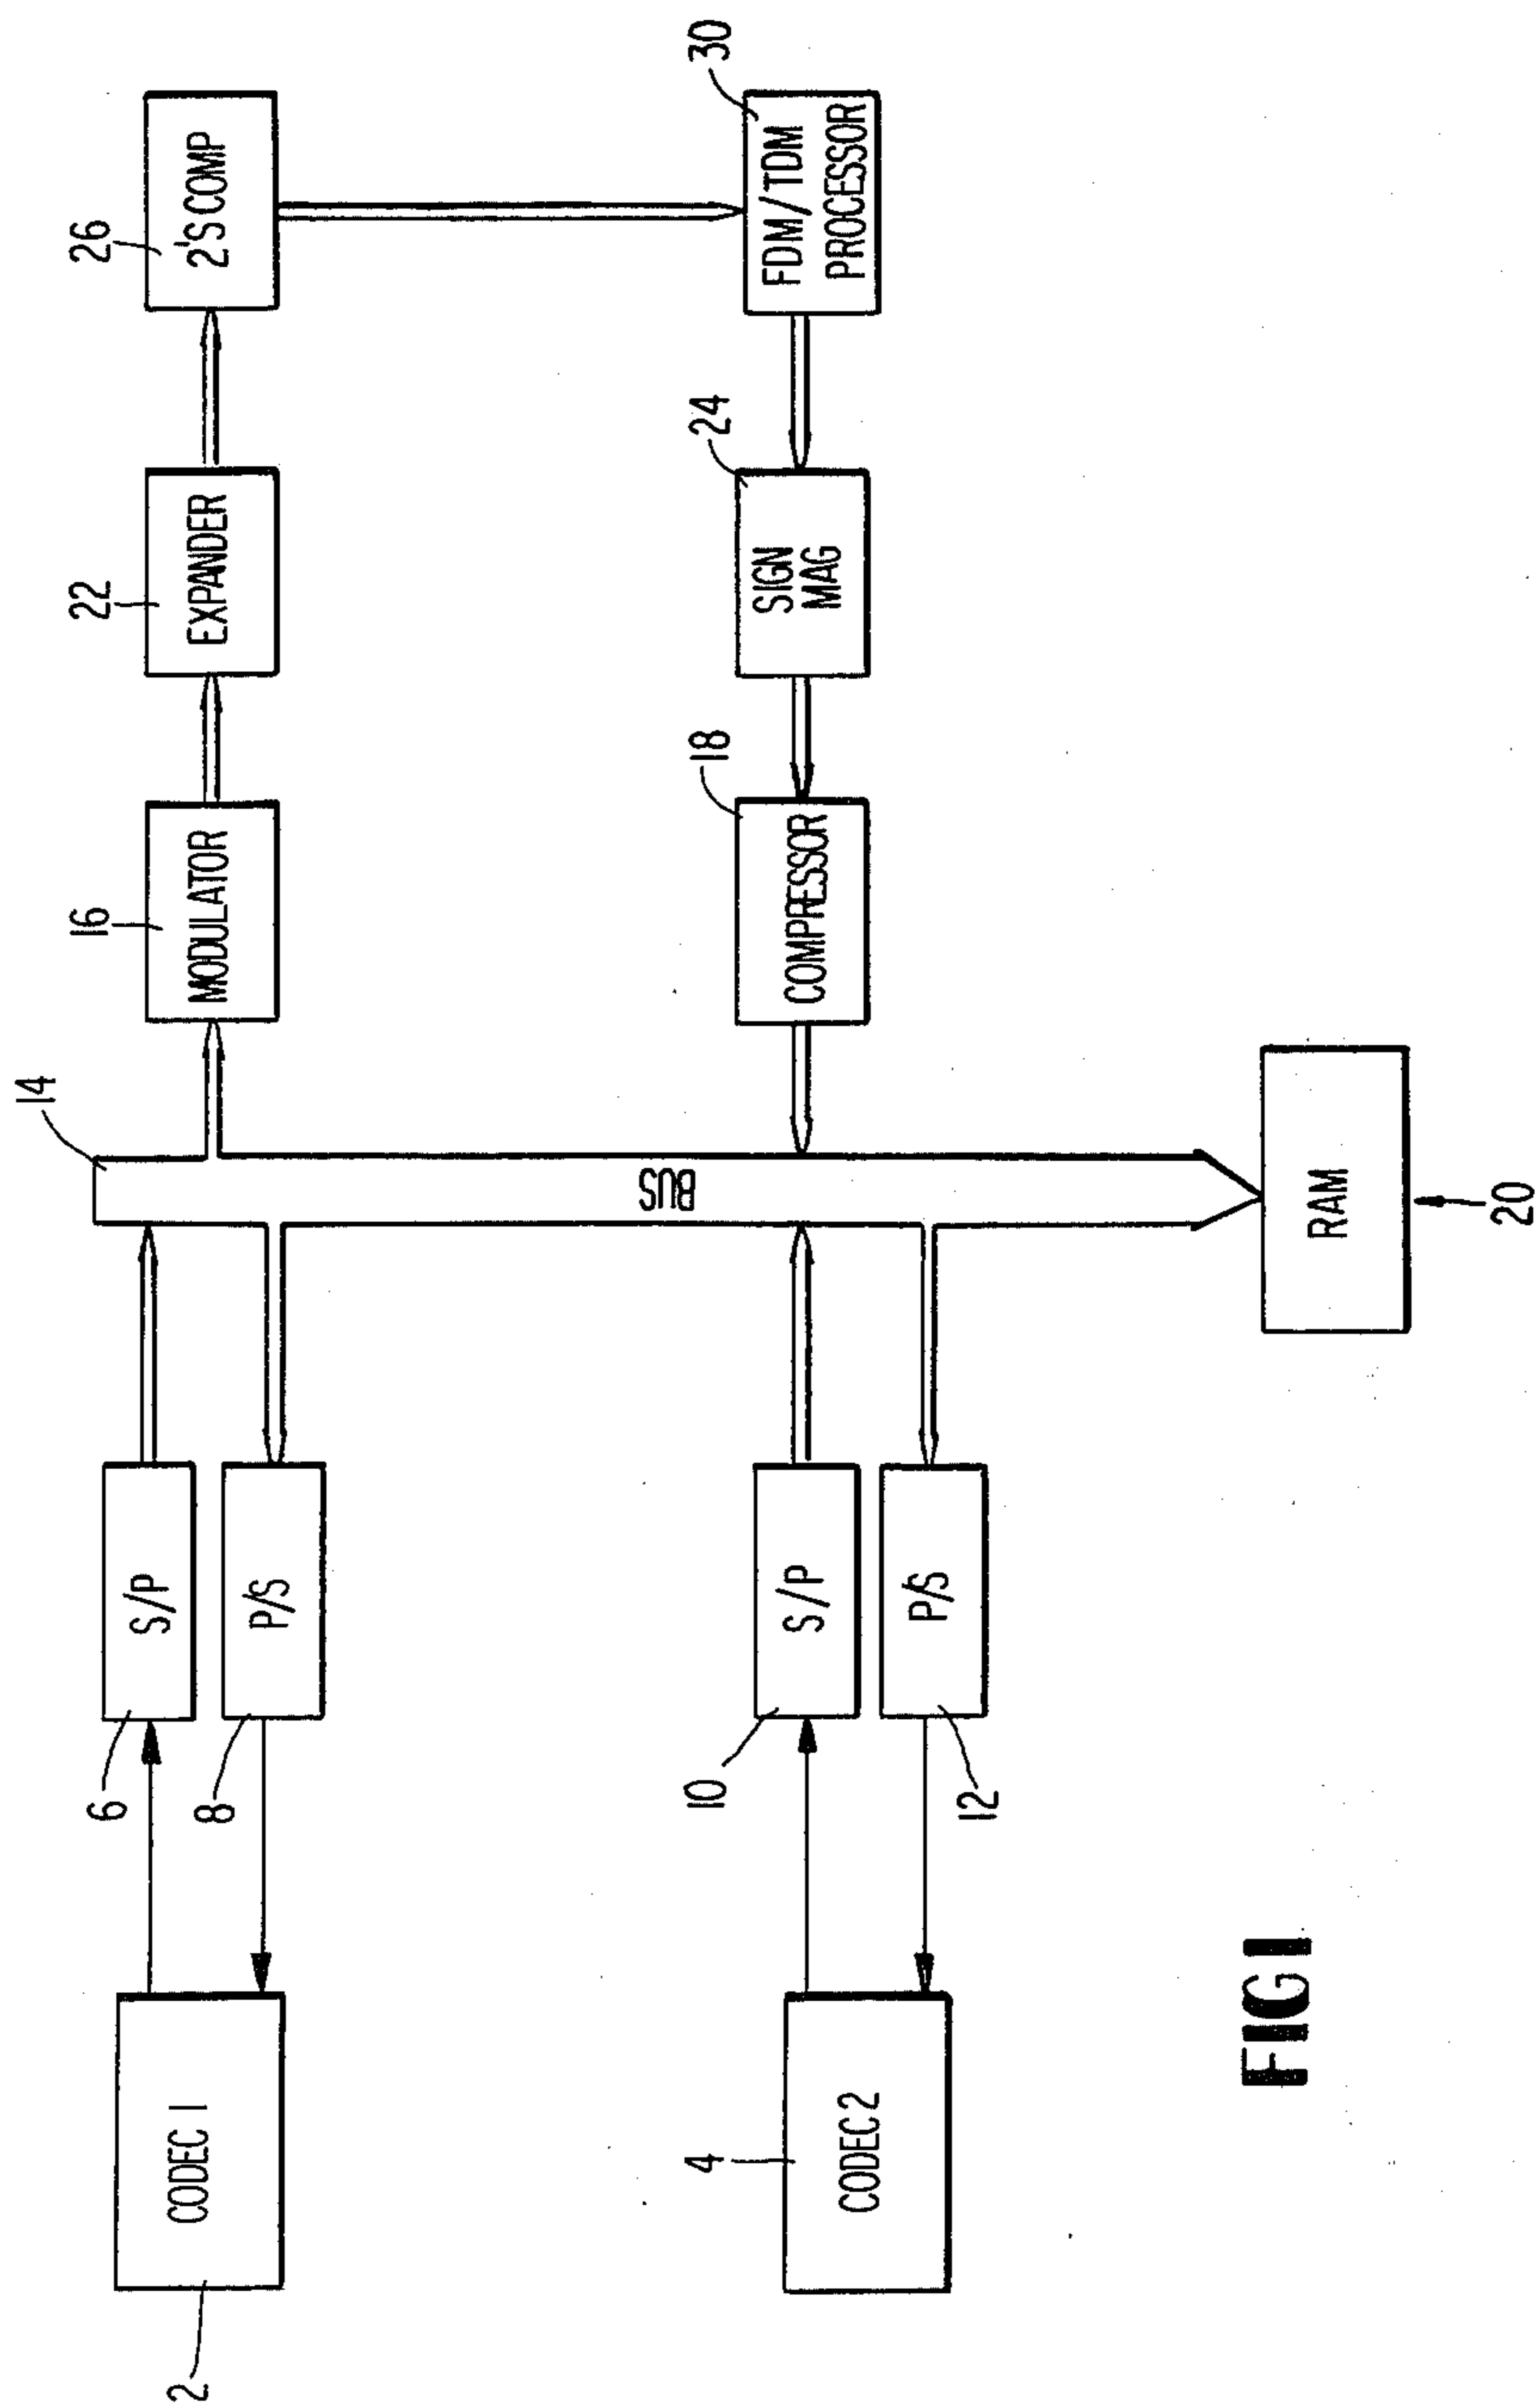 2
CODEC 1
6
S/P
8
P/S
14
BUS
16
MODULATOR
22
EXPANDER
26
2'S COMP
4
CODEC 2
10
S/P
12
P/S
18
COMPRESSOR
24
SIGN
MAG
30
FDM/TDM
PROCESSOR
RAM
20
FIG 1